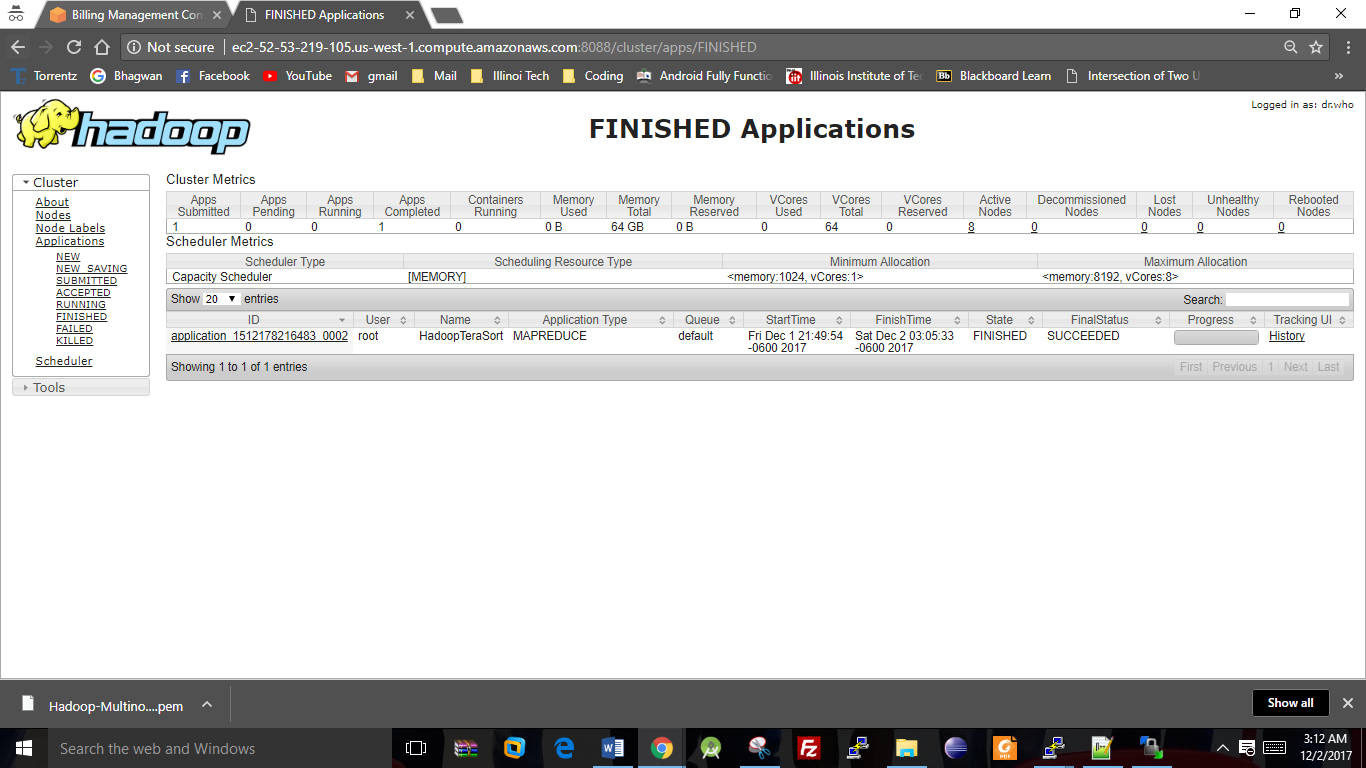 Billing Management Con
FINISHED Applications
Not secure ec2-52-53-219-105.us-west-1.compute.amazonaws.com:8088/cluster/apps/FINISHED
Torrentz Bhagwan Facebook YouTube gmail Mail Illinoi Tech Coding Android Fully Functio Illinois Institute of Tec Bb Blackboard Learn Intersection of Two U »
Logged in as: dr.who
hadoop
FINISHED Applications
Cluster
About
Nodes
Node Labels
Applications
NEW
NEW_SAVING
SUBMITTED
ACCEPTED
RUNNING
FINISHED
FAILED
KILLED
Scheduler
Tools
Cluster Metrics
Apps Submitted Apps Pending Apps Running Apps Completed Containers Running Memory Used Memory Total Memory Reserved VCores Used VCores Total VCores Reserved Active Nodes Decommissioned Nodes Lost Nodes Unhealthy Nodes Rebooted Nodes
1 0 0 1 0 0 B 64 GB 0 B 0 64 0 8 0 0 0 0
Scheduler Metrics
Scheduler Type Scheduling Resource Type Minimum Allocation Maximum Allocation
Capacity Scheduler [MEMORY] <memory:1024, vCores:1> <memory:8192, vCores:8>
Show 20 entries Search:
ID User Name Application Type Queue StartTime FinishTime State FinalStatus Progress Tracking UI
application_1512178216483_0002 root HadoopTeraSort MAPREDUCE default Fri Dec 1 21:49:54 -0600 2017 Sat Dec 2 03:05:33 -0600 2017 FINISHED SUCCEEDED History
Showing 1 to 1 of 1 entries First Previous 1 Next Last
Hadoop-Multino....pem Show all
Search the web and Windows
3:12 AM
12/2/2017